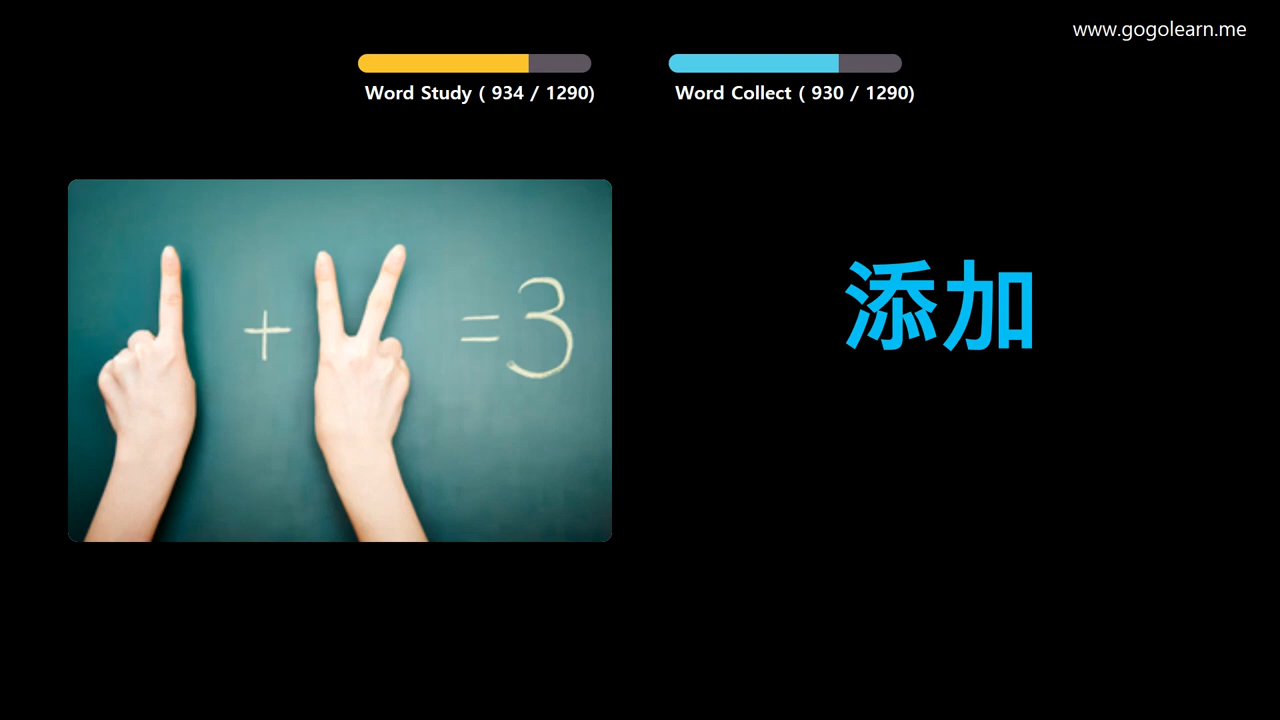 www.gogolearn.me
Word Study ( 934 / 1290)
Word Collect ( 930 / 1290)
+ = 3
添加